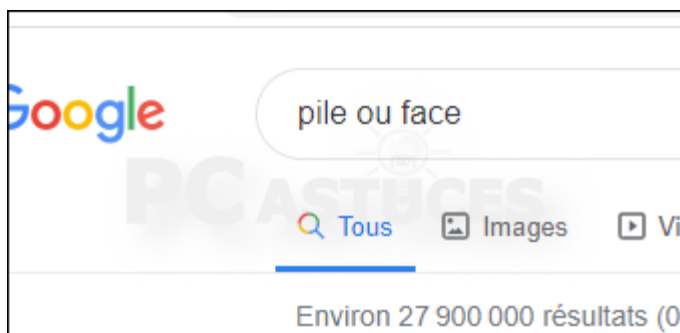 Google
pile ou face
PC ASTUCES
Tous Images Vi
Environ 27 900 000 résultats (0